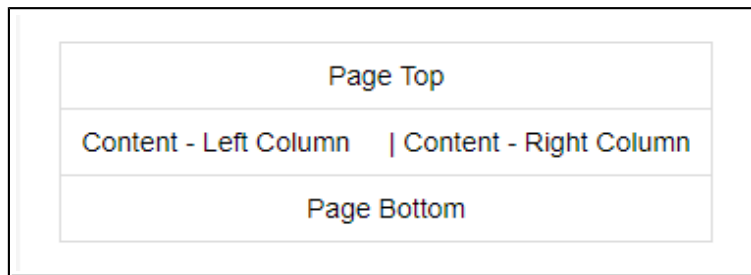 Page Top
Content - Left Column | Content - Right Column
Page Bottom